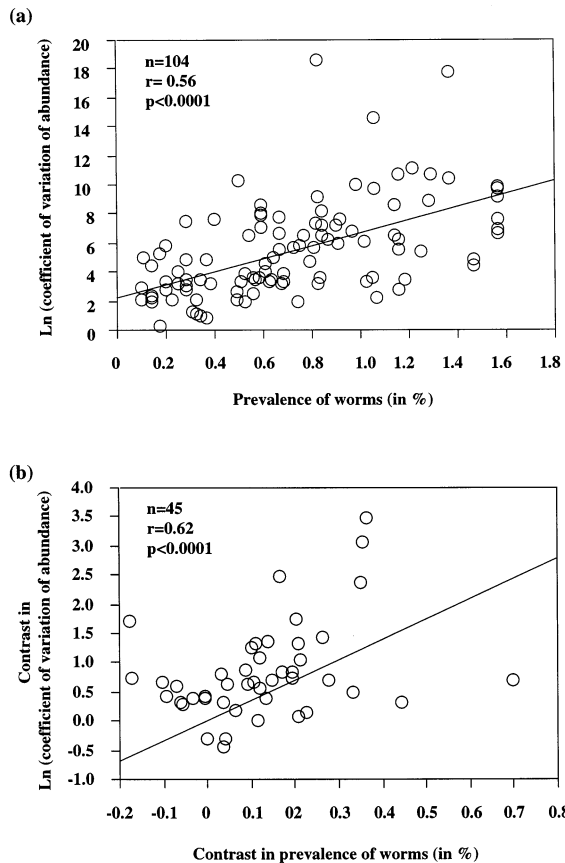 (a)
Ln (coefficient of variation of abundance)
20
18
16
14
12
10
8
6
4
2
0
n=104
r= 0.56
p<0.0001
0 0.2 0.4 0.6 0.8 1.0 1.2 1.4 1.6 1.8
Prevalence of worms (in %)
(b)
Contrast in
Ln (coefficient of variation of abundance)
4.0
3.5
3.0
2.5
2.0
1.5
1.0
0.5
0.0
-0.5
-1.0
n=45
r=0.62
p<0.0001
-0.2 -0.1 0 0.1 02 0.3 0.4 0.5 0.6 0.7 0.8
Contrast in prevalence of worms (in %)